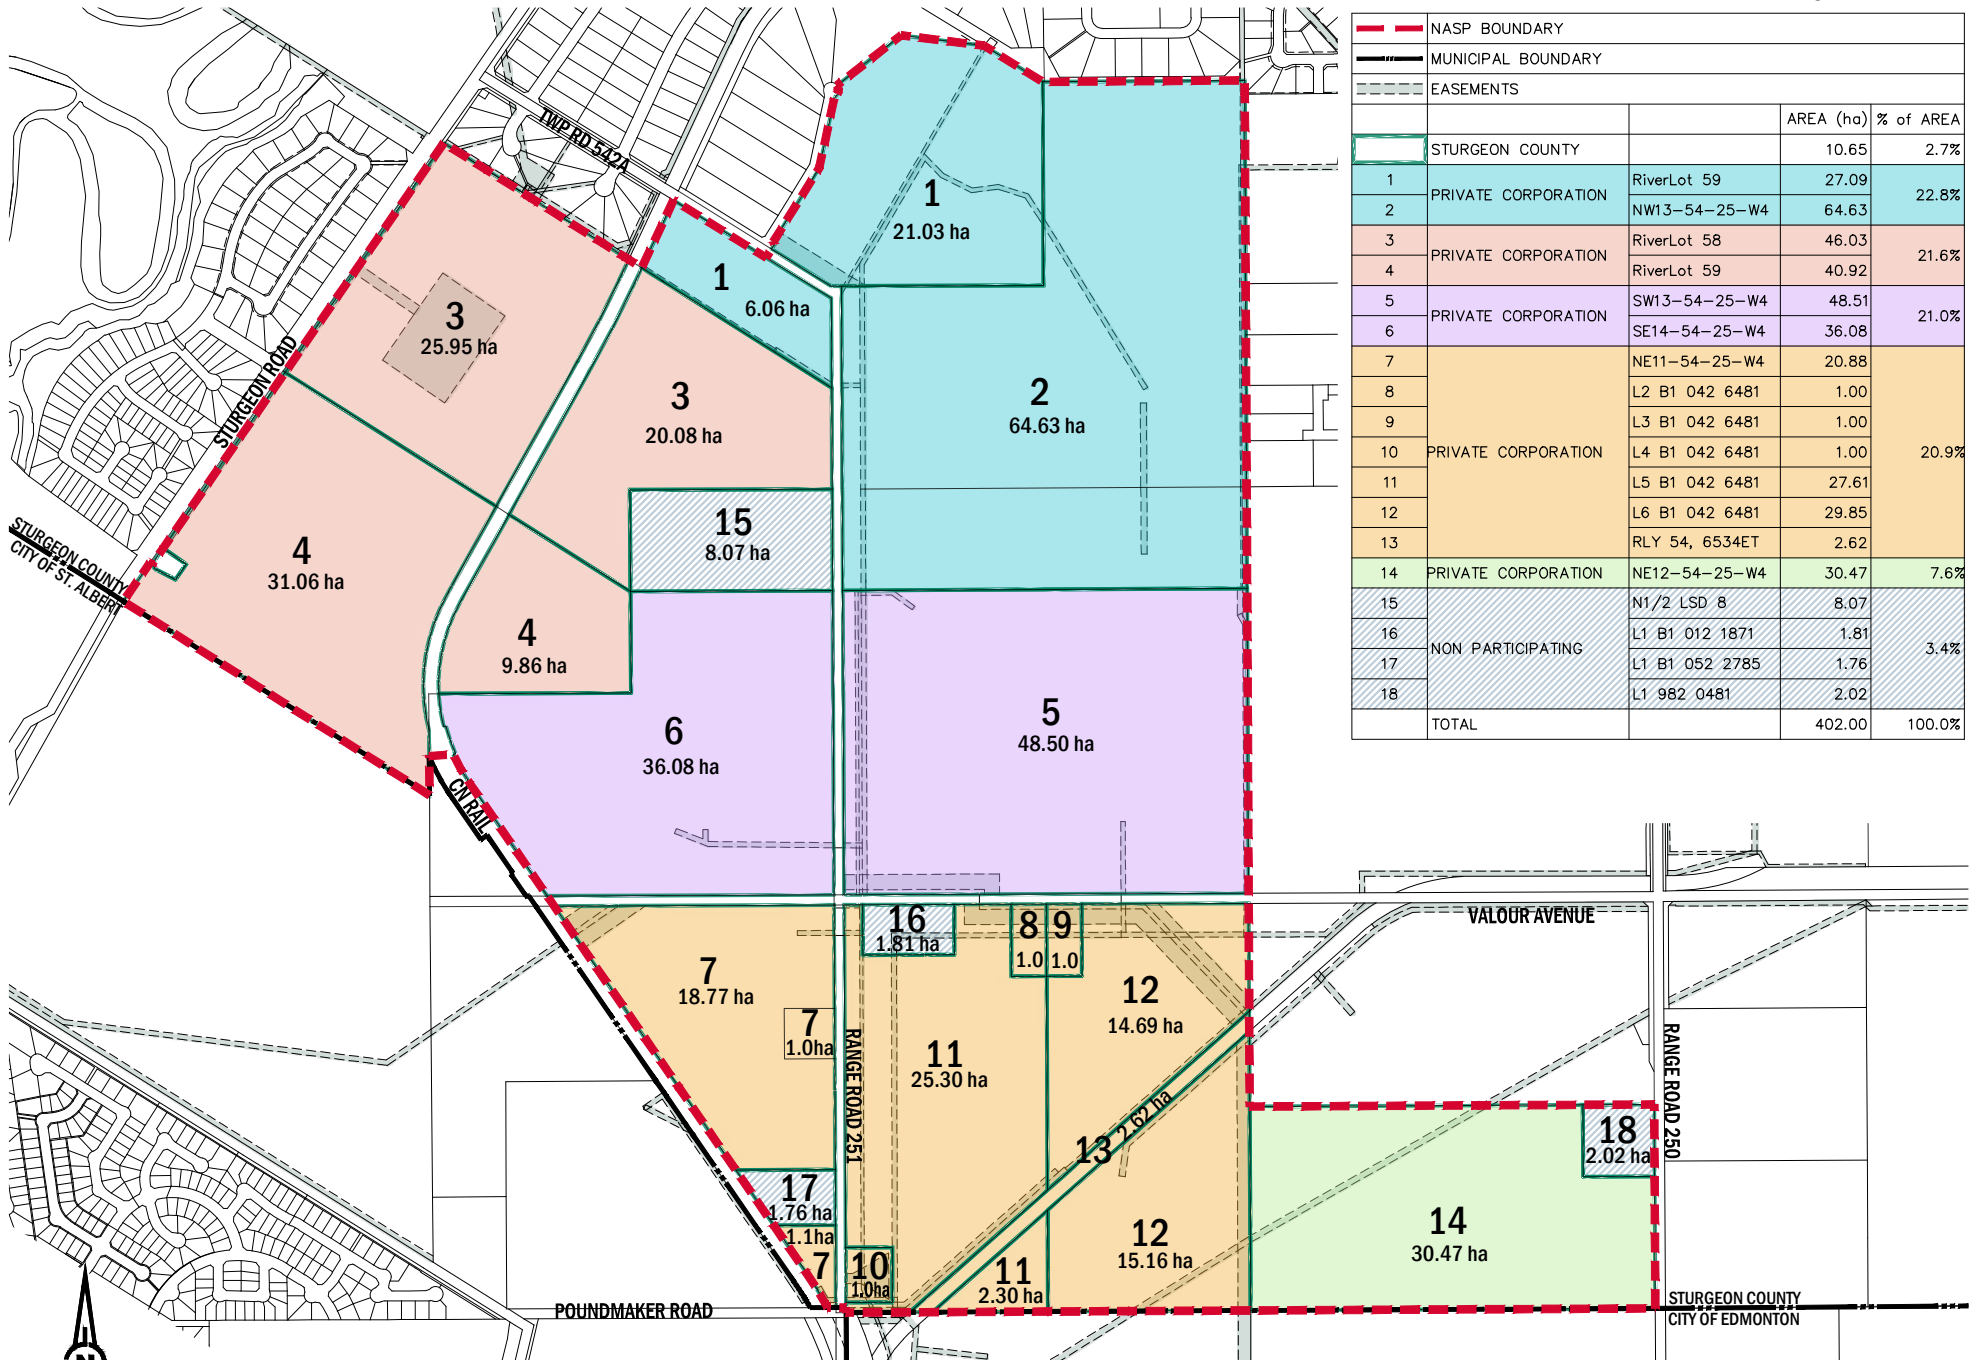 NASP BOUNDARY
MUNICIPAL BOUNDARY
EASEMENTS
AREA (ha) % of AREA
STURGEON COUNTY 10.65 2.7%
1 PRIVATE CORPORATION RiverLot 59 27.09 22.8%
2 NW13-54-25-W4 64.63
3 PRIVATE CORPORATION RiverLot 58 46.03 21.6%
4 RiverLot 59 40.92
5 PRIVATE CORPORATION SW13-54-25-W4 48.51 21.0%
6 SE14-54-25-W4 36.08
7 NE11-54-25-W4 20.88
8 L2 B1 042 6481 1.00
9 L3 B1 042 6481 1.00
10 PRIVATE CORPORATION L4 B1 042 6481 1.00 20.9%
11 L5 B1 042 6481 27.61
12 L6 B1 042 6481 29.85
13 RLY 54, 6534ET 2.62
14 PRIVATE CORPORATION NE12-54-25-W4 30.47 7.6%
15 N1/2 LSD 8 8.07
16 NON PARTICIPATING L1 B1 012 1871 1.81 3.4%
17 L1 B1 052 2785 1.76
18 L1 982 0481 2.02
TOTAL 402.00 100.0%
TWP RD 542A
1
21.03 ha
1
6.06 ha
3
25.95 ha
STURGEON ROAD
3
20.08 ha
2
64.63 ha
15
8.07 ha
STURGEON COUNTY
CITY OF ST. ALBERT
4
31.06 ha
4
9.86 ha
6
36.08 ha
5
48.50 ha
CN RAIL
VALOUR AVENUE
16
1.81 ha
8
1.0
9
1.0
7
18.77 ha
7
1.0ha
12
14.69 ha
RANGE ROAD 251
11
25.30 ha
13 2.62 ha
RANGE ROAD 250
18
2.02 ha
17
1.76 ha
1.1ha
7
10
1.0ha
11
2.30 ha
12
15.16 ha
14
30.47 ha
POUNDMAKER ROAD
STURGEON COUNTY
CITY OF EDMONTON